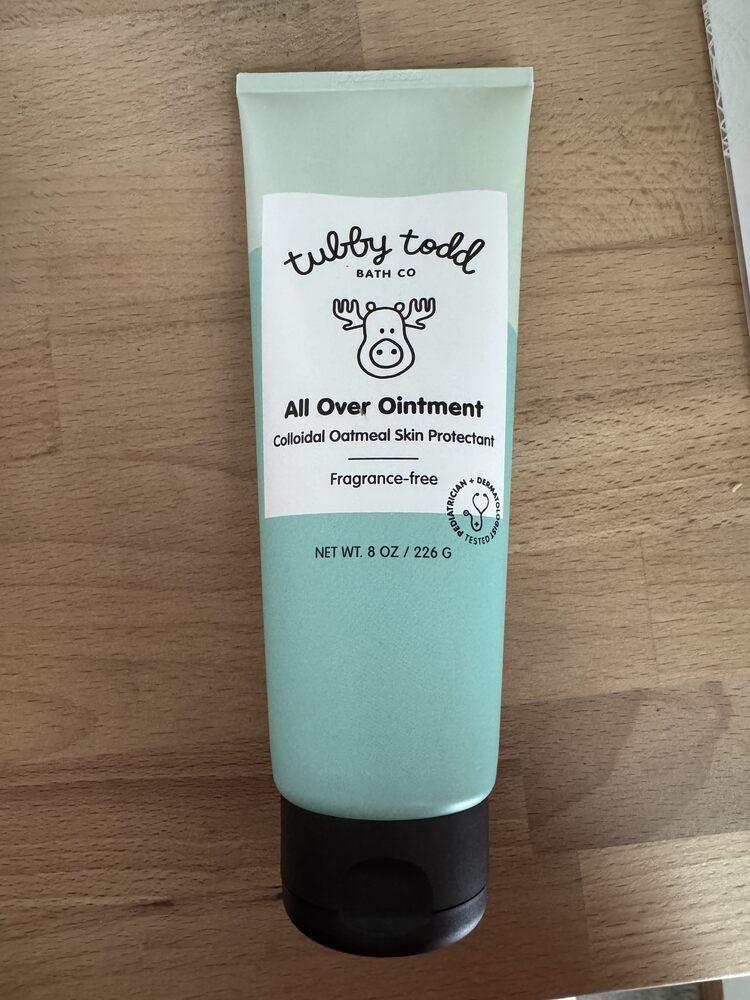 tubby todd
BATH CO
All Over Ointment
Colloidal Oatmeal Skin Protectant
Fragrance-free
PEDIATRICIAN + DERMATOLOGIST TESTED
NET WT. 8 OZ / 226 G